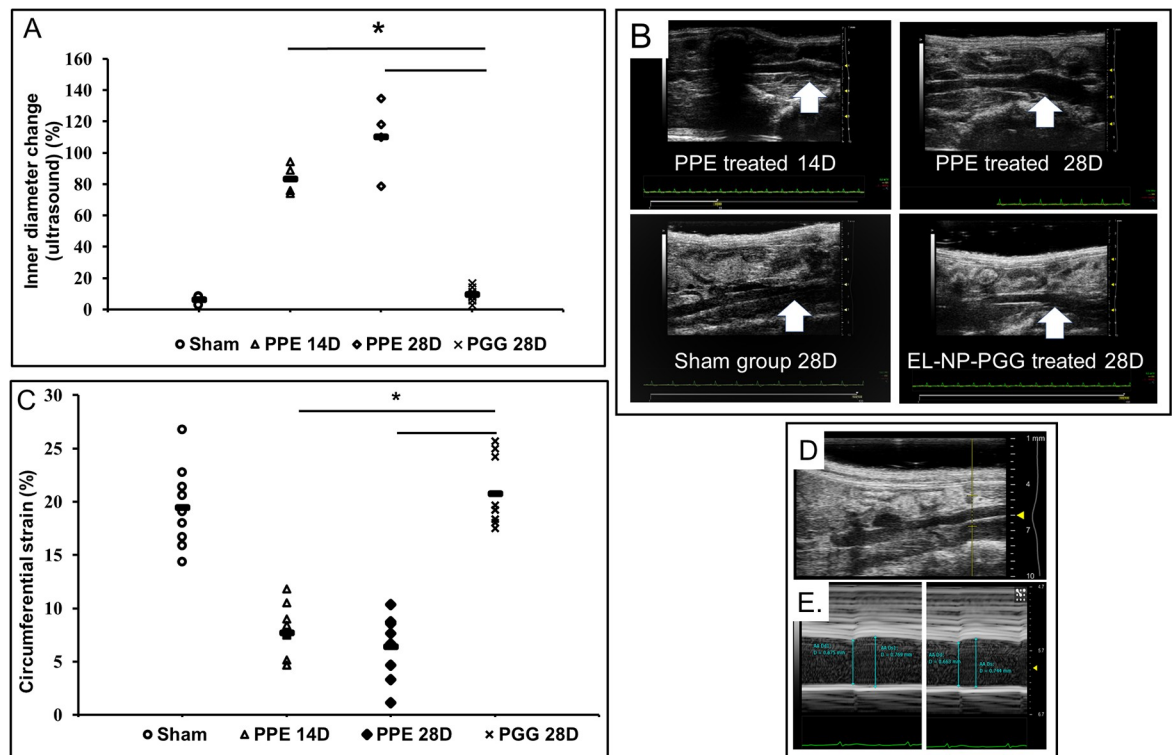 A
*
160
140
120
100
80
60
40
20
0
Inner diameter change
(ultrasound) (%)
Sham PPE 14D PPE 28D PGG 28D
B
PPE treated 14D
PPE treated 28D
Sham group 28D
EL-NP-PGG treated 28D
C
*
30
25
20
15
10
5
0
Circumferential strain (%)
Sham PPE 14D PPE 28D PGG 28D
D
1 mm
4
7
10
E.